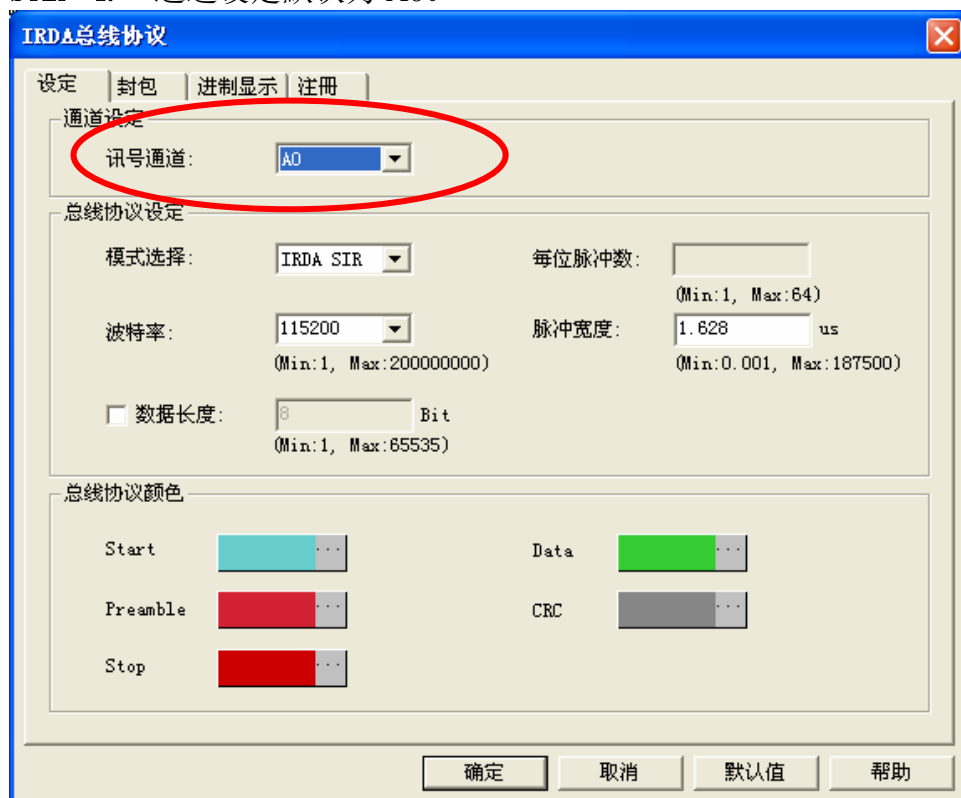 IRDA总线协议
设定 封包 进制显示 注册
通道设定
讯号通道: A0
总线协议设定
模式选择: IRDA SIR 每位脉冲数:
(Min:1, Max:64)
波特率: 115200 脉冲宽度: 1.628 us
(Min:1, Max:200000000) (Min:0.001, Max:187500)
数据长度: 8 Bit
(Min:1, Max:65535)
总线协议颜色
Start ... Data ...
Preamble ... CRC ...
Stop ...
确定 取消 默认值 帮助